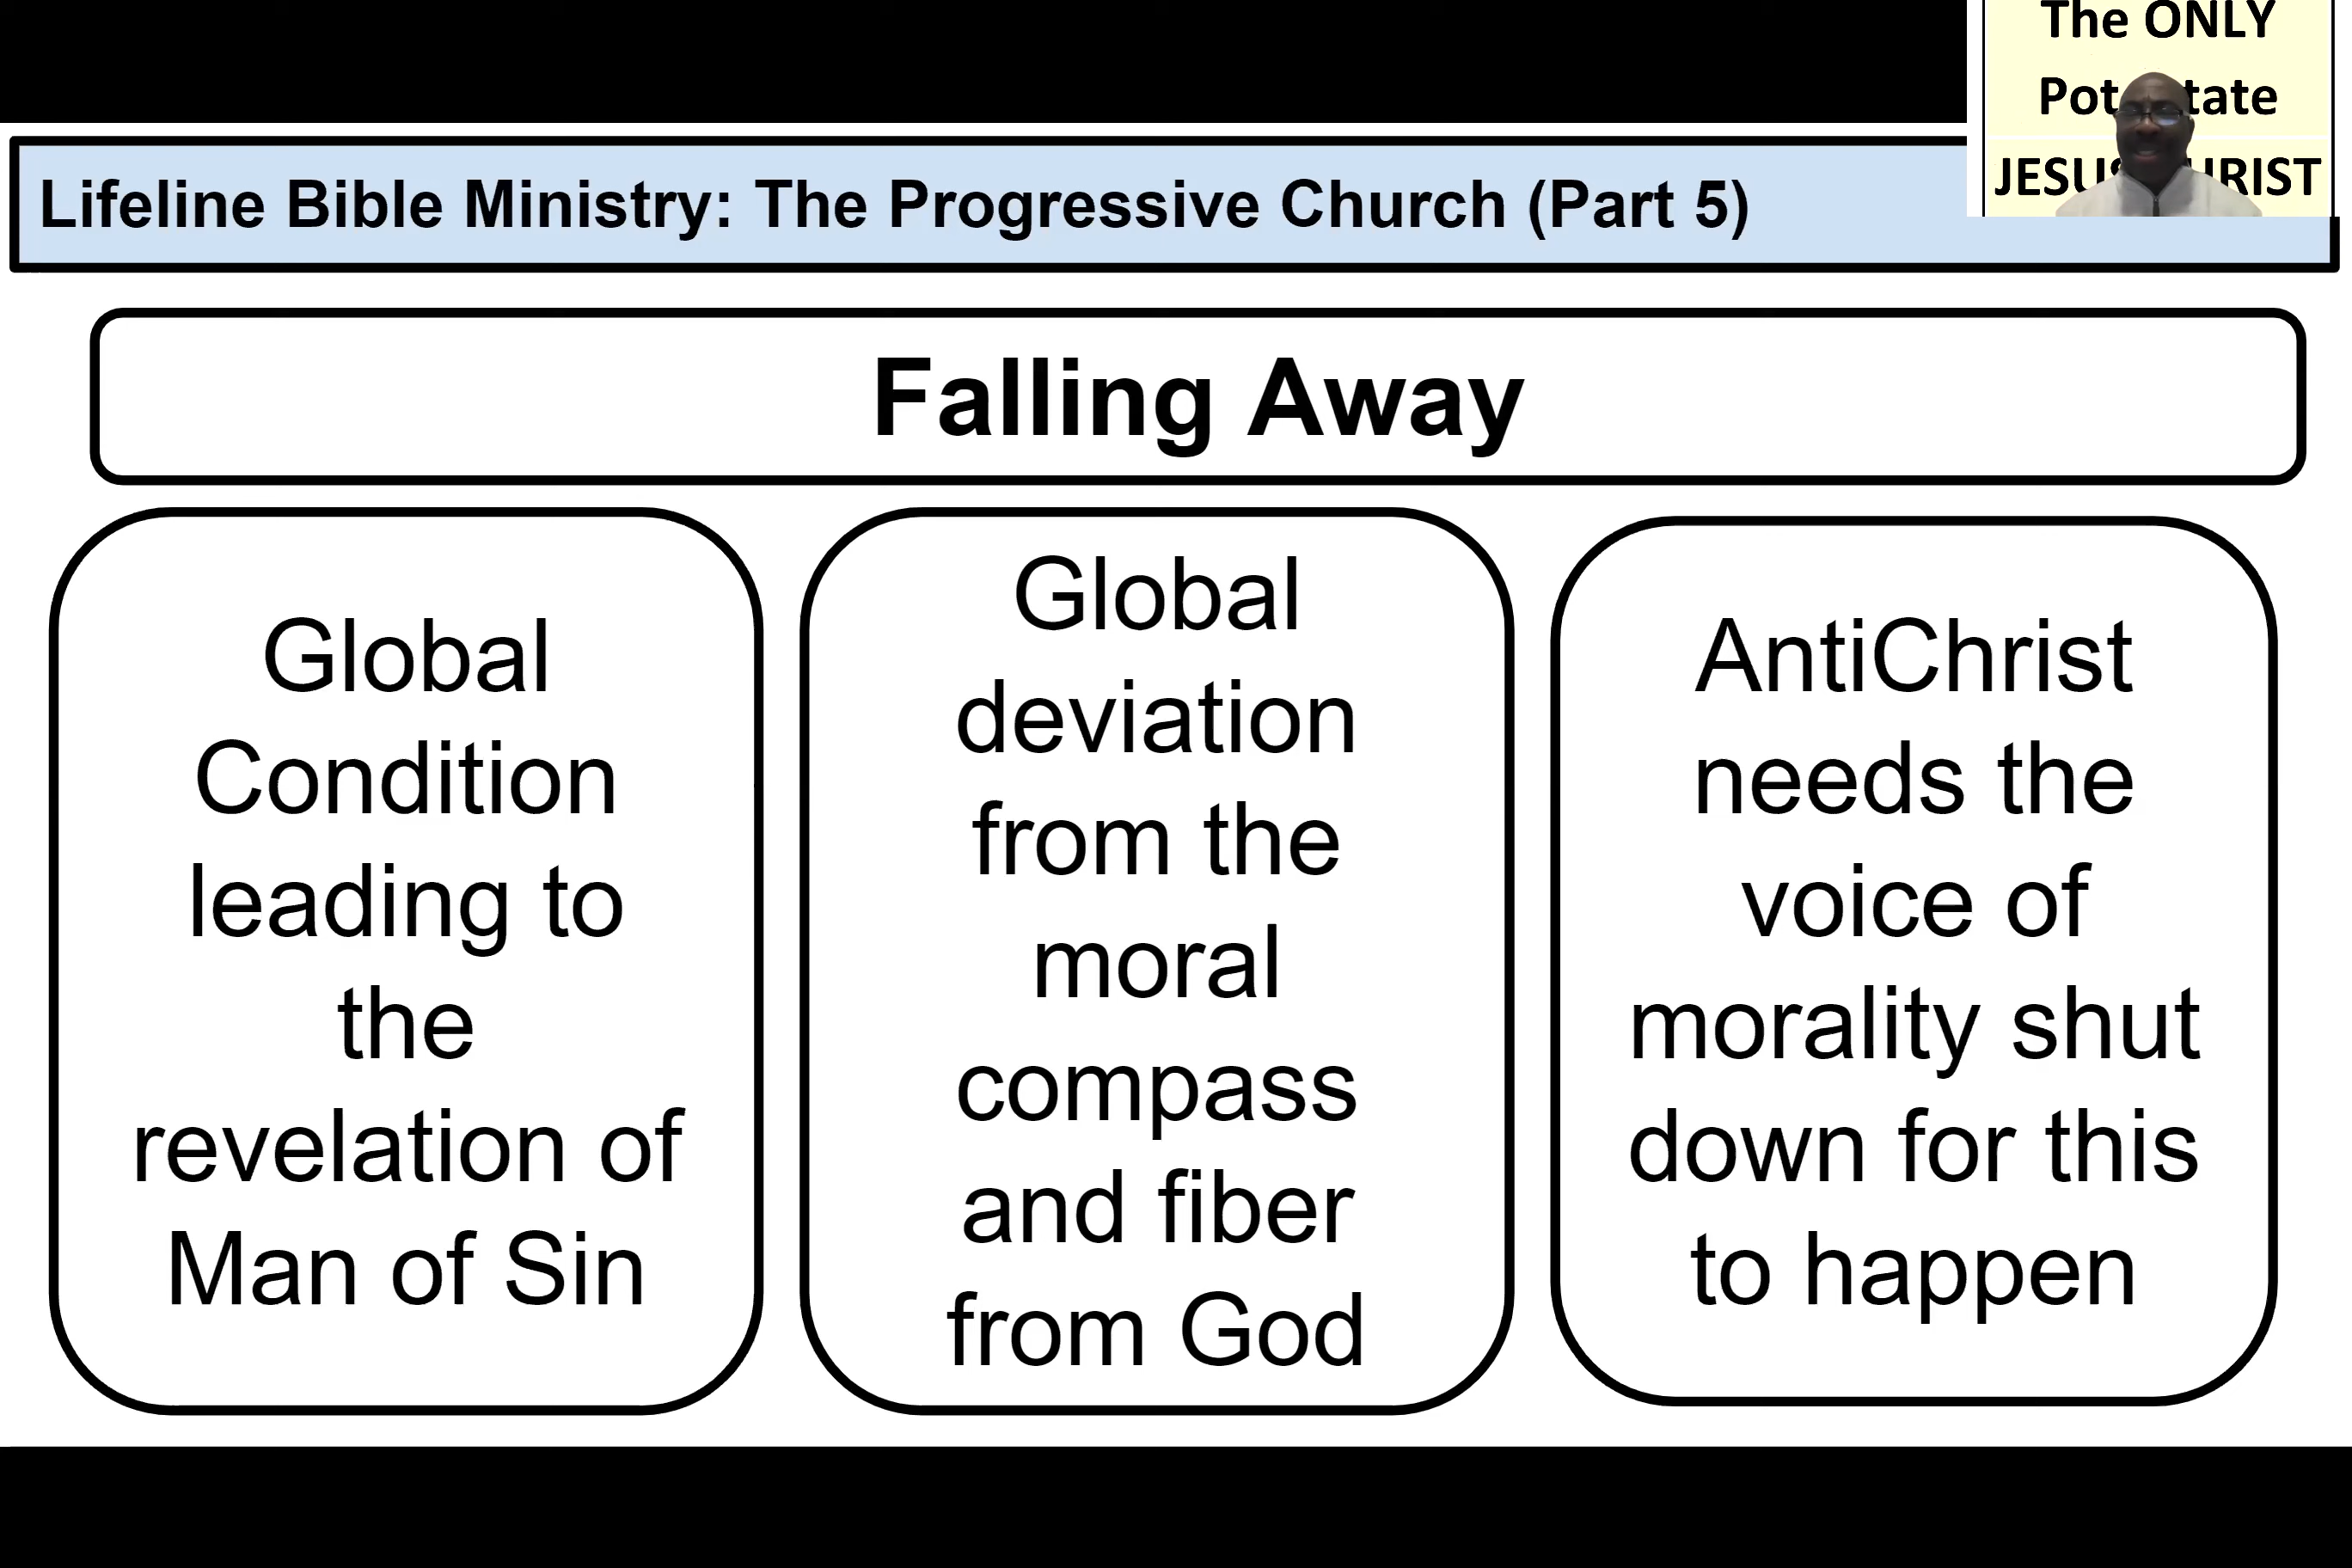 The ONLY
JESUS
Lifeline Bible Ministry: The Progressive Church (Part 5)
Falling Away
Global
Condition
leading to
the
revelation of
Man of Sin
Global
deviation
from the
moral
compass
and fiber
from God
AntiChrist
needs the
voice of
morality shut
down for this
to happen